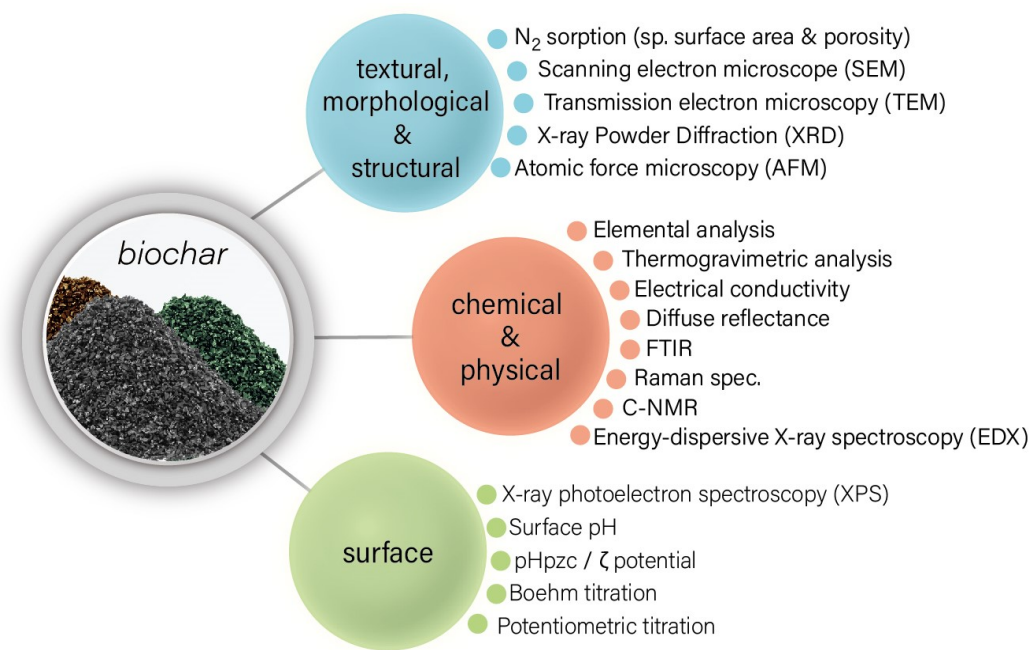 biochar
textural,
morphological
&
structural
N₂ sorption (sp. surface area & porosity)
Scanning electron microscope (SEM)
Transmission electron microscopy (TEM)
X-ray Powder Diffraction (XRD)
Atomic force microscopy (AFM)
chemical
&
physical
Elemental analysis
Thermogravimetric analysis
Electrical conductivity
Diffuse reflectance
FTIR
Raman spec.
C-NMR
Energy-dispersive X-ray spectroscopy (EDX)
surface
X-ray photoelectron spectroscopy (XPS)
Surface pH
pHpzc / ζ potential
Boehm titration
Potentiometric titration